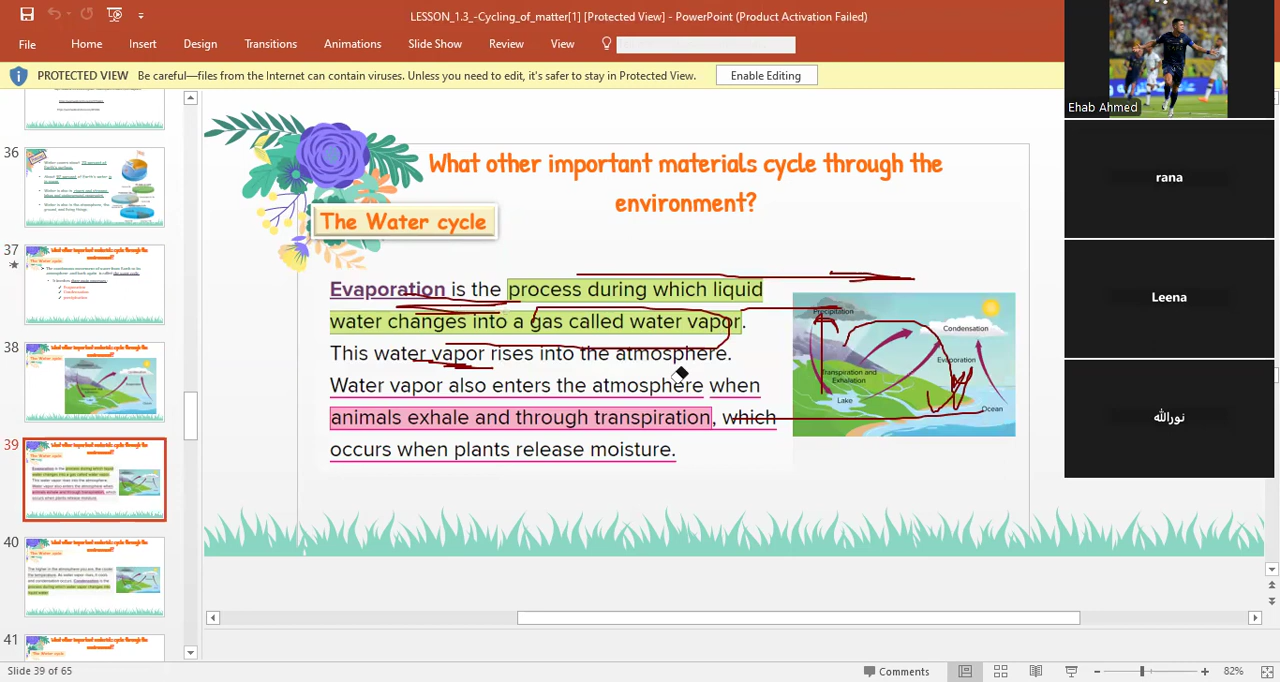 LESSON_1.3_-Cycling_of_matter[1] [Protected View] - PowerPoint (Product Activation Failed)
File Home Insert Design Transitions Animations Slide Show Review View
PROTECTED VIEW Be careful—files from the Internet can contain viruses. Unless you need to edit, it's safer to stay in Protected View. Enable Editing
Ehab Ahmed
rana
Leena
نورالله
36
37
38
39
40
41
What other important materials cycle through the
environment?
The Water cycle
Evaporation is the process during which liquid
water changes into a gas called water vapor.
This water vapor rises into the atmosphere.
Water vapor also enters the atmosphere when
animals exhale and through transpiration, which
occurs when plants release moisture.
Precipitation
Condensation
Evaporation
Transpiration and
Exhalation
Lake
Ocean
Slide 39 of 65
Comments
82%